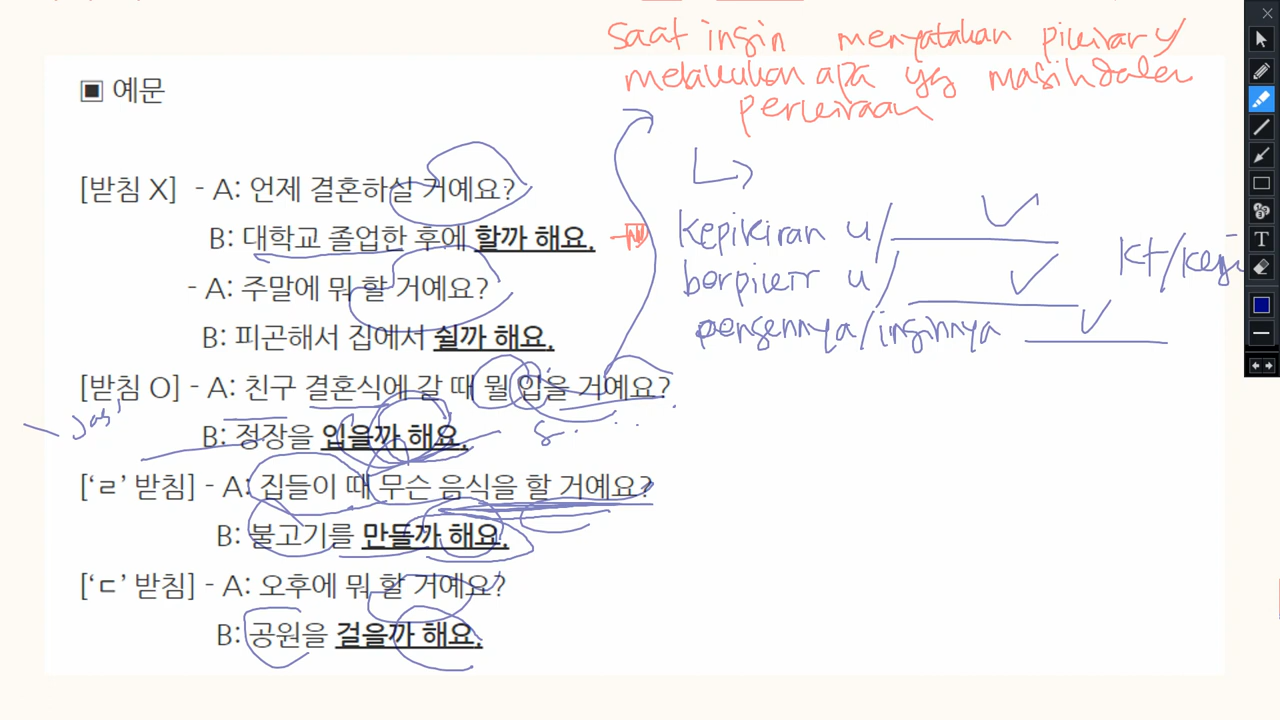 saat ingin menyatakan pikiran y/
melakukan apa yg masih dalam
perkiraan
▣ 예문
[받침 X] - A: 언제 결혼하실 거예요?
B: 대학교 졸업한 후에 할까 해요.
kepikiran u/
kt/kerja
- A: 주말에 뭐 할 거예요?
berpikir u/
B: 피곤해서 집에서 쉴까 해요.
pengennya/inginnya
[받침 O] - A: 친구 결혼식에 갈 때 뭘 입을 거예요?
Jas
B: 정장을 입을까 해요.
['ㄹ' 받침] - A: 집들이 때 무슨 음식을 할 거예요?
B: 불고기를 만들까 해요.
['ㄷ' 받침] - A: 오후에 뭐 할 거예요?
B: 공원을 걸을까 해요.